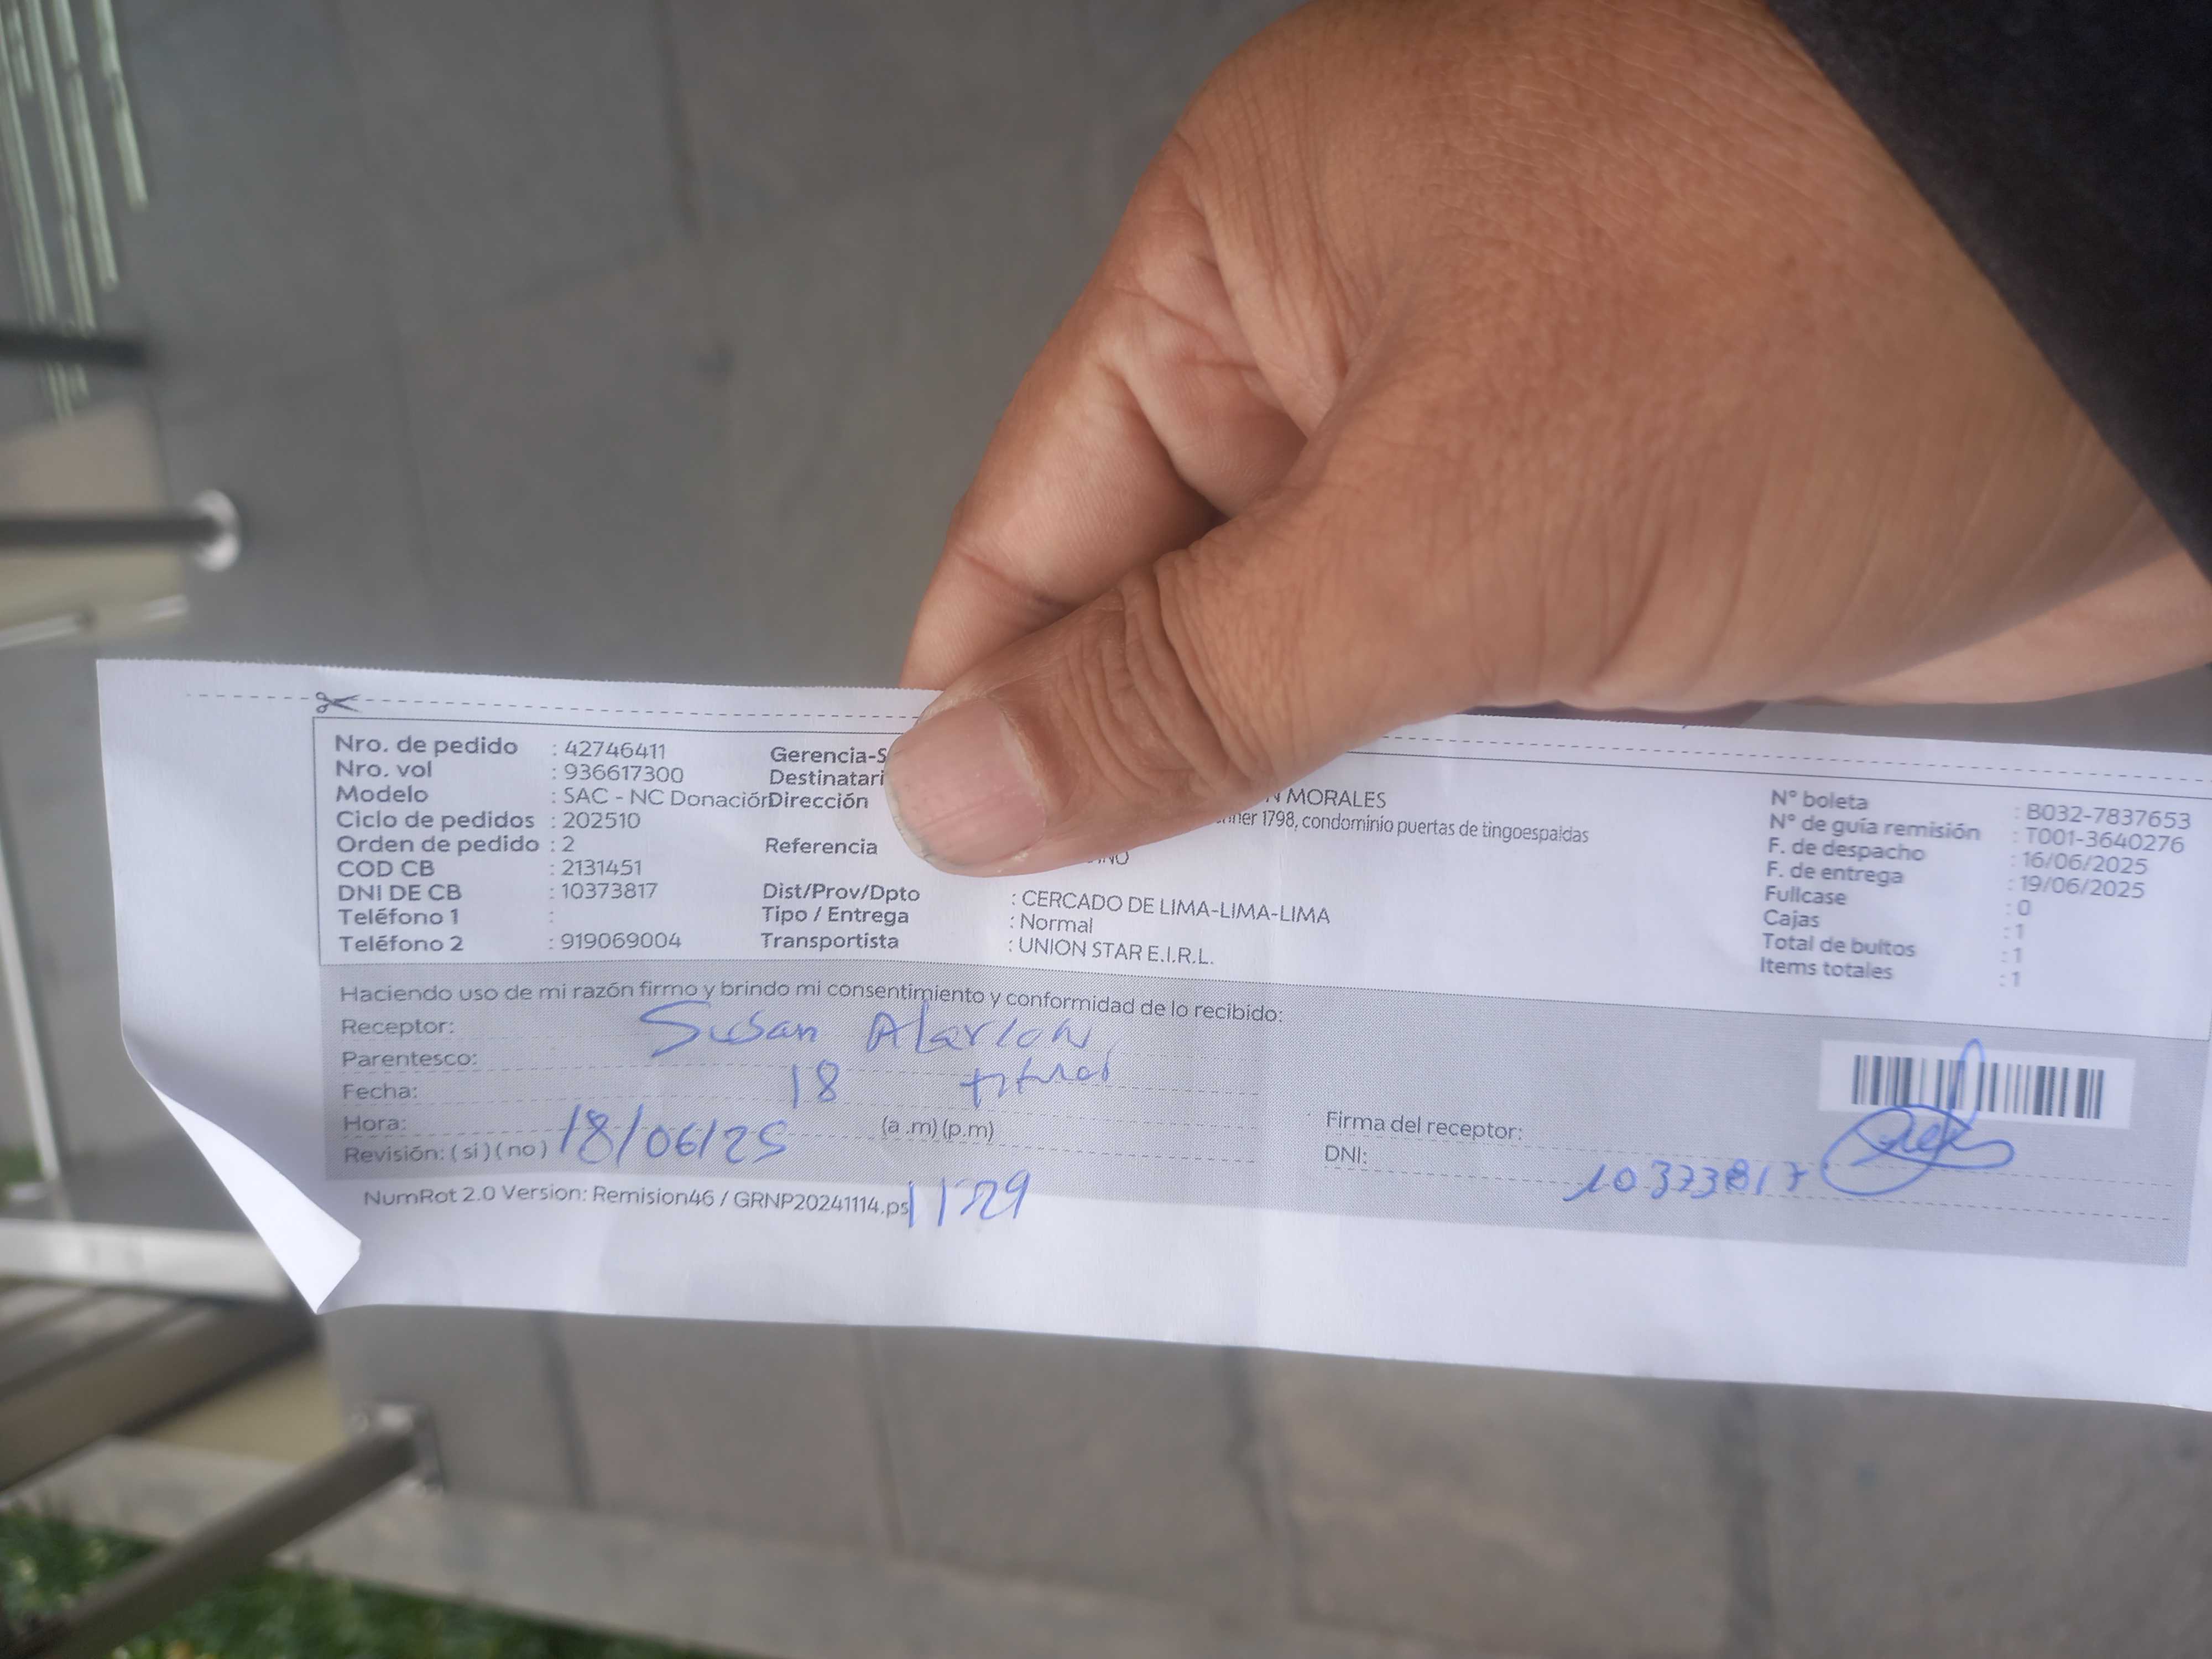 Nro. de pedido : 42746411
Nro. vol : 936617300
Modelo : SAC - NC Donación
Ciclo de pedidos : 202510
Orden de pedido : 2
COD CB : 2131451
DNI DE CB : 10373817
Teléfono 1 :
Teléfono 2 : 919069004
Gerencia-S
Destinatari
Dirección MORALES
1798, condominio puertas de tingoespaldas
Referencia
Dist/Prov/Dpto : CERCADO DE LIMA-LIMA-LIMA
Tipo / Entrega : Normal
Transportista : UNION STAR E.I.R.L.
N° boleta : B032-7837653
N° de guía remisión : T001-3640276
F. de despacho : 16/06/2025
F. de entrega : 19/06/2025
Fullcase : 0
Cajas : 1
Total de bultos : 1
Items totales : 1
Haciendo uso de mi razón firmo y brindo mi consentimiento y conformidad de lo recibido:
Receptor: Susan Alarcon
Parentesco: 18
Fecha:
Hora: 18/06/25 (a .m) (p.m)
Revisión: ( si ) ( no )
Firma del receptor:
DNI: 10373817
NumRot 2.0 Version: Remision46 / GRNP20241114.ps
11:29